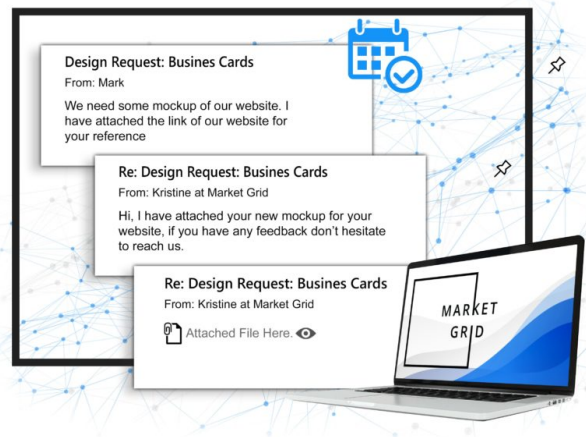 Design Request: Busines Cards
From: Mark
We need some mockup of our website. I
have attached the link of our website for
your reference
Re: Design Request: Busines Cards
From: Kristine at Market Grid
Hi, I have attached your new mockup for your
website, if you have any feedback don't hesitate
to reach us.
Re: Design Request: Busines Cards
From: Kristine at Market Grid
Attached File Here.
MARKET
GRID